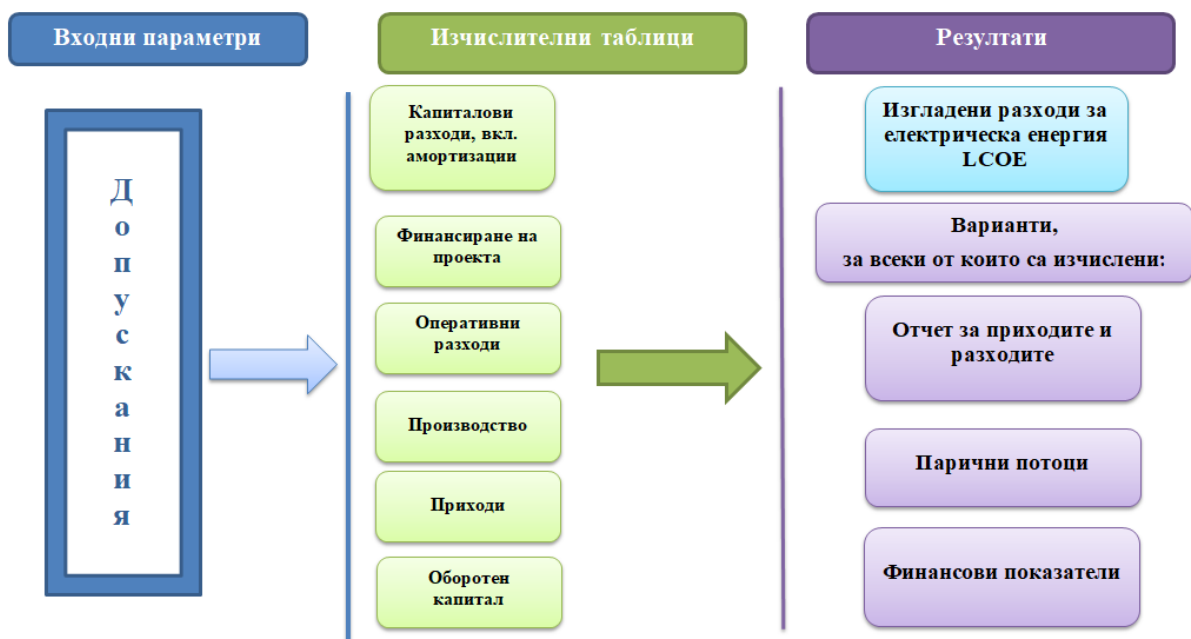 Входни параметри
Допускания
Изчислителни таблици
Капиталови
разходи, вкл.
амортизации
Финансиране на
проекта
Оперативни
разходи
Производство
Приходи
Оборотен
капитал
Резултати
Изгладени разходи за
електрическа енергия
LCOE
Варианти,
за всеки от които са изчислени:
Отчет за приходите и
разходите
Парични потоци
Финансови показатели